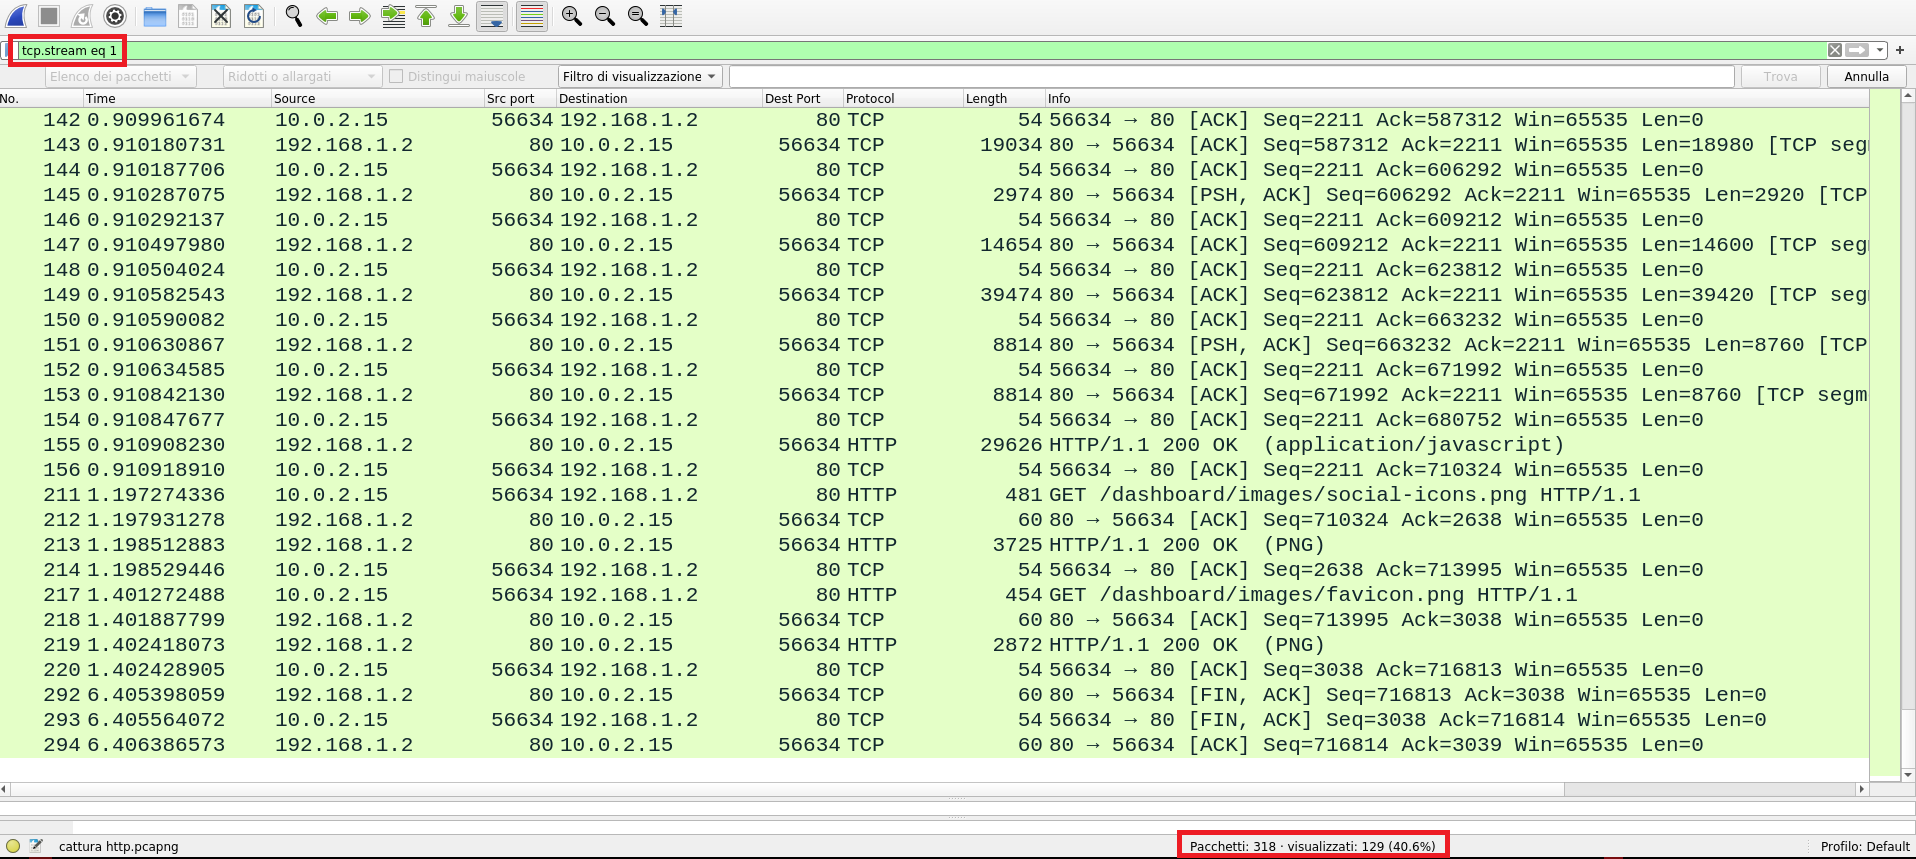 tcp.stream eq 1
+
Elenco dei pacchetti Ridotti o allargati Distingui maiuscole Filtro di visualizzazione Trova Annulla
No. Time Source Src port Destination Dest Port Protocol Length Info
142 0.909961674 10.0.2.15 56634 192.168.1.2 80 TCP 54 56634 → 80 [ACK] Seq=2211 Ack=587312 Win=65535 Len=0
143 0.910180731 192.168.1.2 80 10.0.2.15 56634 TCP 19034 80 → 56634 [ACK] Seq=587312 Ack=2211 Win=65535 Len=18980 [TCP seg
144 0.910187706 10.0.2.15 56634 192.168.1.2 80 TCP 54 56634 → 80 [ACK] Seq=2211 Ack=606292 Win=65535 Len=0
145 0.910287075 192.168.1.2 80 10.0.2.15 56634 TCP 2974 80 → 56634 [PSH, ACK] Seq=606292 Ack=2211 Win=65535 Len=2920 [TCP
146 0.910292137 10.0.2.15 56634 192.168.1.2 80 TCP 54 56634 → 80 [ACK] Seq=2211 Ack=609212 Win=65535 Len=0
147 0.910497980 192.168.1.2 80 10.0.2.15 56634 TCP 14654 80 → 56634 [ACK] Seq=609212 Ack=2211 Win=65535 Len=14600 [TCP seg
148 0.910504024 10.0.2.15 56634 192.168.1.2 80 TCP 54 56634 → 80 [ACK] Seq=2211 Ack=623812 Win=65535 Len=0
149 0.910582543 192.168.1.2 80 10.0.2.15 56634 TCP 39474 80 → 56634 [ACK] Seq=623812 Ack=2211 Win=65535 Len=39420 [TCP seg
150 0.910590082 10.0.2.15 56634 192.168.1.2 80 TCP 54 56634 → 80 [ACK] Seq=2211 Ack=663232 Win=65535 Len=0
151 0.910630867 192.168.1.2 80 10.0.2.15 56634 TCP 8814 80 → 56634 [PSH, ACK] Seq=663232 Ack=2211 Win=65535 Len=8760 [TCP
152 0.910634585 10.0.2.15 56634 192.168.1.2 80 TCP 54 56634 → 80 [ACK] Seq=2211 Ack=671992 Win=65535 Len=0
153 0.910842130 192.168.1.2 80 10.0.2.15 56634 TCP 8814 80 → 56634 [ACK] Seq=671992 Ack=2211 Win=65535 Len=8760 [TCP segm
154 0.910847677 10.0.2.15 56634 192.168.1.2 80 TCP 54 56634 → 80 [ACK] Seq=2211 Ack=680752 Win=65535 Len=0
155 0.910908230 192.168.1.2 80 10.0.2.15 56634 HTTP 29626 HTTP/1.1 200 OK (application/javascript)
156 0.910918910 10.0.2.15 56634 192.168.1.2 80 TCP 54 56634 → 80 [ACK] Seq=2211 Ack=710324 Win=65535 Len=0
211 1.197274336 10.0.2.15 56634 192.168.1.2 80 HTTP 481 GET /dashboard/images/social-icons.png HTTP/1.1
212 1.197931278 192.168.1.2 80 10.0.2.15 56634 TCP 60 80 → 56634 [ACK] Seq=710324 Ack=2638 Win=65535 Len=0
213 1.198512883 192.168.1.2 80 10.0.2.15 56634 HTTP 3725 HTTP/1.1 200 OK (PNG)
214 1.198529446 10.0.2.15 56634 192.168.1.2 80 TCP 54 56634 → 80 [ACK] Seq=2638 Ack=713995 Win=65535 Len=0
217 1.401272488 10.0.2.15 56634 192.168.1.2 80 HTTP 454 GET /dashboard/images/favicon.png HTTP/1.1
218 1.401887799 192.168.1.2 80 10.0.2.15 56634 TCP 60 80 → 56634 [ACK] Seq=713995 Ack=3038 Win=65535 Len=0
219 1.402418073 192.168.1.2 80 10.0.2.15 56634 HTTP 2872 HTTP/1.1 200 OK (PNG)
220 1.402428905 10.0.2.15 56634 192.168.1.2 80 TCP 54 56634 → 80 [ACK] Seq=3038 Ack=716813 Win=65535 Len=0
292 6.405398059 192.168.1.2 80 10.0.2.15 56634 TCP 60 80 → 56634 [FIN, ACK] Seq=716813 Ack=3038 Win=65535 Len=0
293 6.405564072 10.0.2.15 56634 192.168.1.2 80 TCP 54 56634 → 80 [FIN, ACK] Seq=3038 Ack=716814 Win=65535 Len=0
294 6.406386573 192.168.1.2 80 10.0.2.15 56634 TCP 60 80 → 56634 [ACK] Seq=716814 Ack=3039 Win=65535 Len=0
cattura http.pcapng Pacchetti: 318 · visualizzati: 129 (40.6%) Profilo: Default